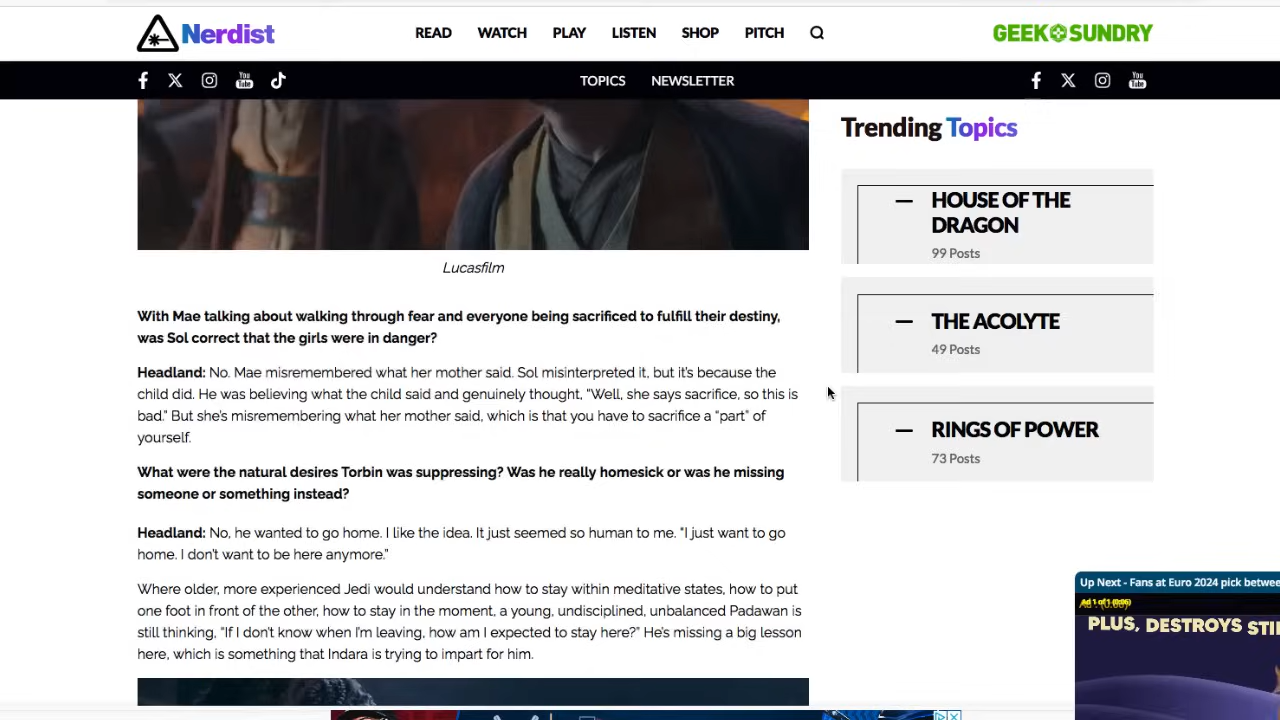 Nerdist
READ WATCH PLAY LISTEN SHOP PITCH
GEEK SUNDRY
You Tube
TOPICS NEWSLETTER
You Tube
Lucasfilm
With Mae talking about walking through fear and everyone being sacrificed to fulfill their destiny,
was Sol correct that the girls were in danger?
Headland: No. Mae misremembered what her mother said. Sol misinterpreted it, but it's because the
child did. He was believing what the child said and genuinely thought, "Well, she says sacrifice, so this is
bad." But she's misremembering what her mother said, which is that you have to sacrifice a "part" of
yourself.
What were the natural desires Torbin was suppressing? Was he really homesick or was he missing
someone or something instead?
Headland: No, he wanted to go home. I like the idea. It just seemed so human to me. "I just want to go
home. I don't want to be here anymore."
Where older, more experienced Jedi would understand how to stay within meditative states, how to put
one foot in front of the other, how to stay in the moment, a young, undisciplined, unbalanced Padawan is
still thinking, "If I don't know when I'm leaving, how am I expected to stay here?" He's missing a big lesson
here, which is something that Indara is trying to impart for him.
Trending Topics
HOUSE OF THE
DRAGON
99 Posts
THE ACOLYTE
49 Posts
RINGS OF POWER
73 Posts
Up Next - Fans at Euro 2024 pick betwee
PLUS, DESTROYS